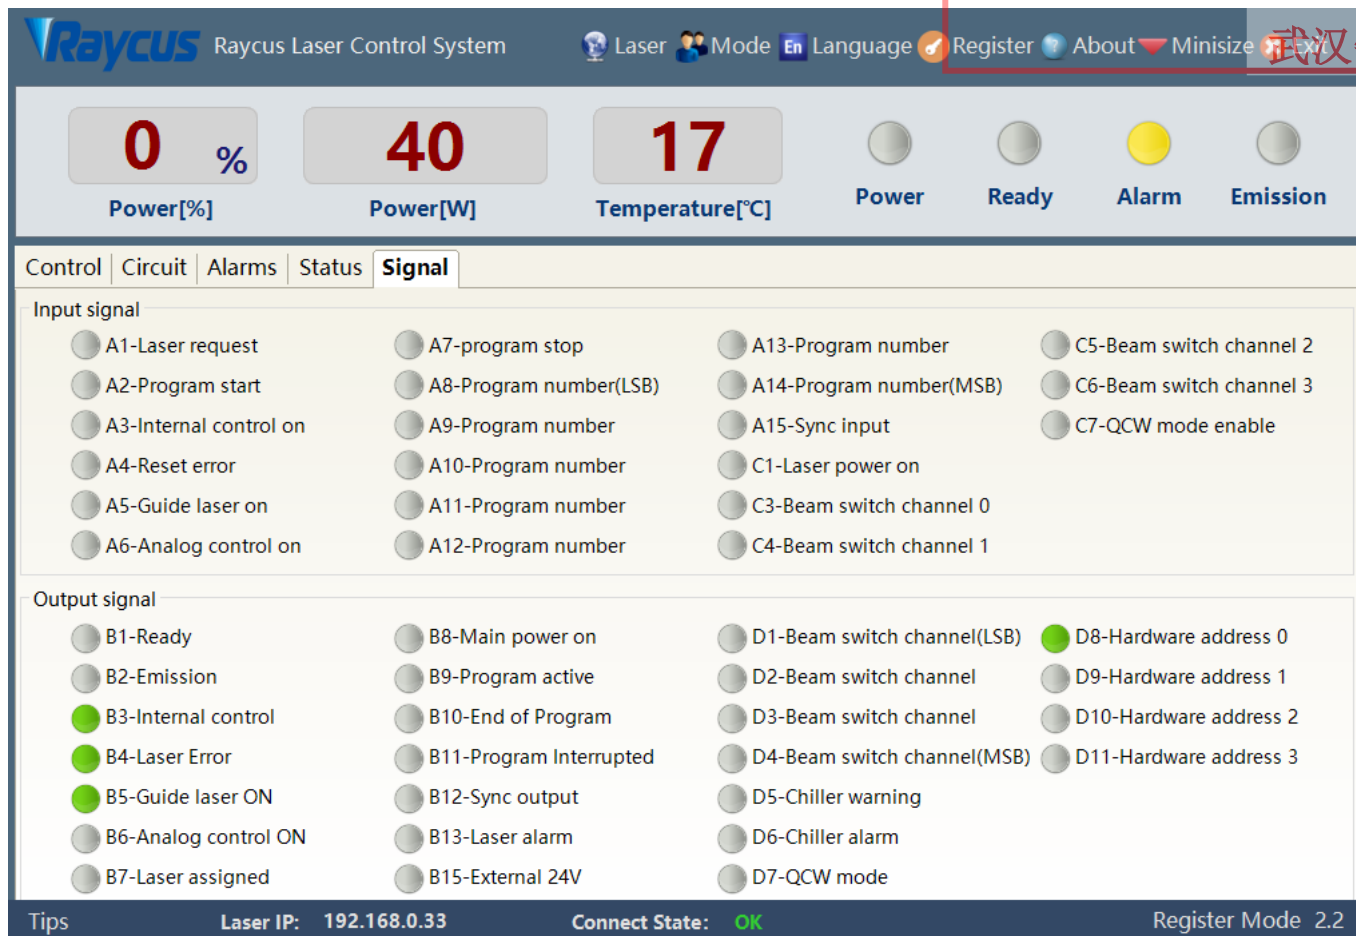 Raycus Raycus Laser Control System Laser Mode En Language Register ? About Minisize Exit
武汉
0 % 40 17
Power[%] Power[W] Temperature[℃] Power Ready Alarm Emission
Control Circuit Alarms Status Signal
Input signal
A1-Laser request A7-program stop A13-Program number C5-Beam switch channel 2
A2-Program start A8-Program number(LSB) A14-Program number(MSB) C6-Beam switch channel 3
A3-Internal control on A9-Program number A15-Sync input C7-QCW mode enable
A4-Reset error A10-Program number C1-Laser power on
A5-Guide laser on A11-Program number C3-Beam switch channel 0
A6-Analog control on A12-Program number C4-Beam switch channel 1
Output signal
B1-Ready B8-Main power on D1-Beam switch channel(LSB) D8-Hardware address 0
B2-Emission B9-Program active D2-Beam switch channel D9-Hardware address 1
B3-Internal control B10-End of Program D3-Beam switch channel D10-Hardware address 2
B4-Laser Error B11-Program Interrupted D4-Beam switch channel(MSB) D11-Hardware address 3
B5-Guide laser ON B12-Sync output D5-Chiller warning
B6-Analog control ON B13-Laser alarm D6-Chiller alarm
B7-Laser assigned B15-External 24V D7-QCW mode
Tips Laser IP: 192.168.0.33 Connect State: OK Register Mode 2.2